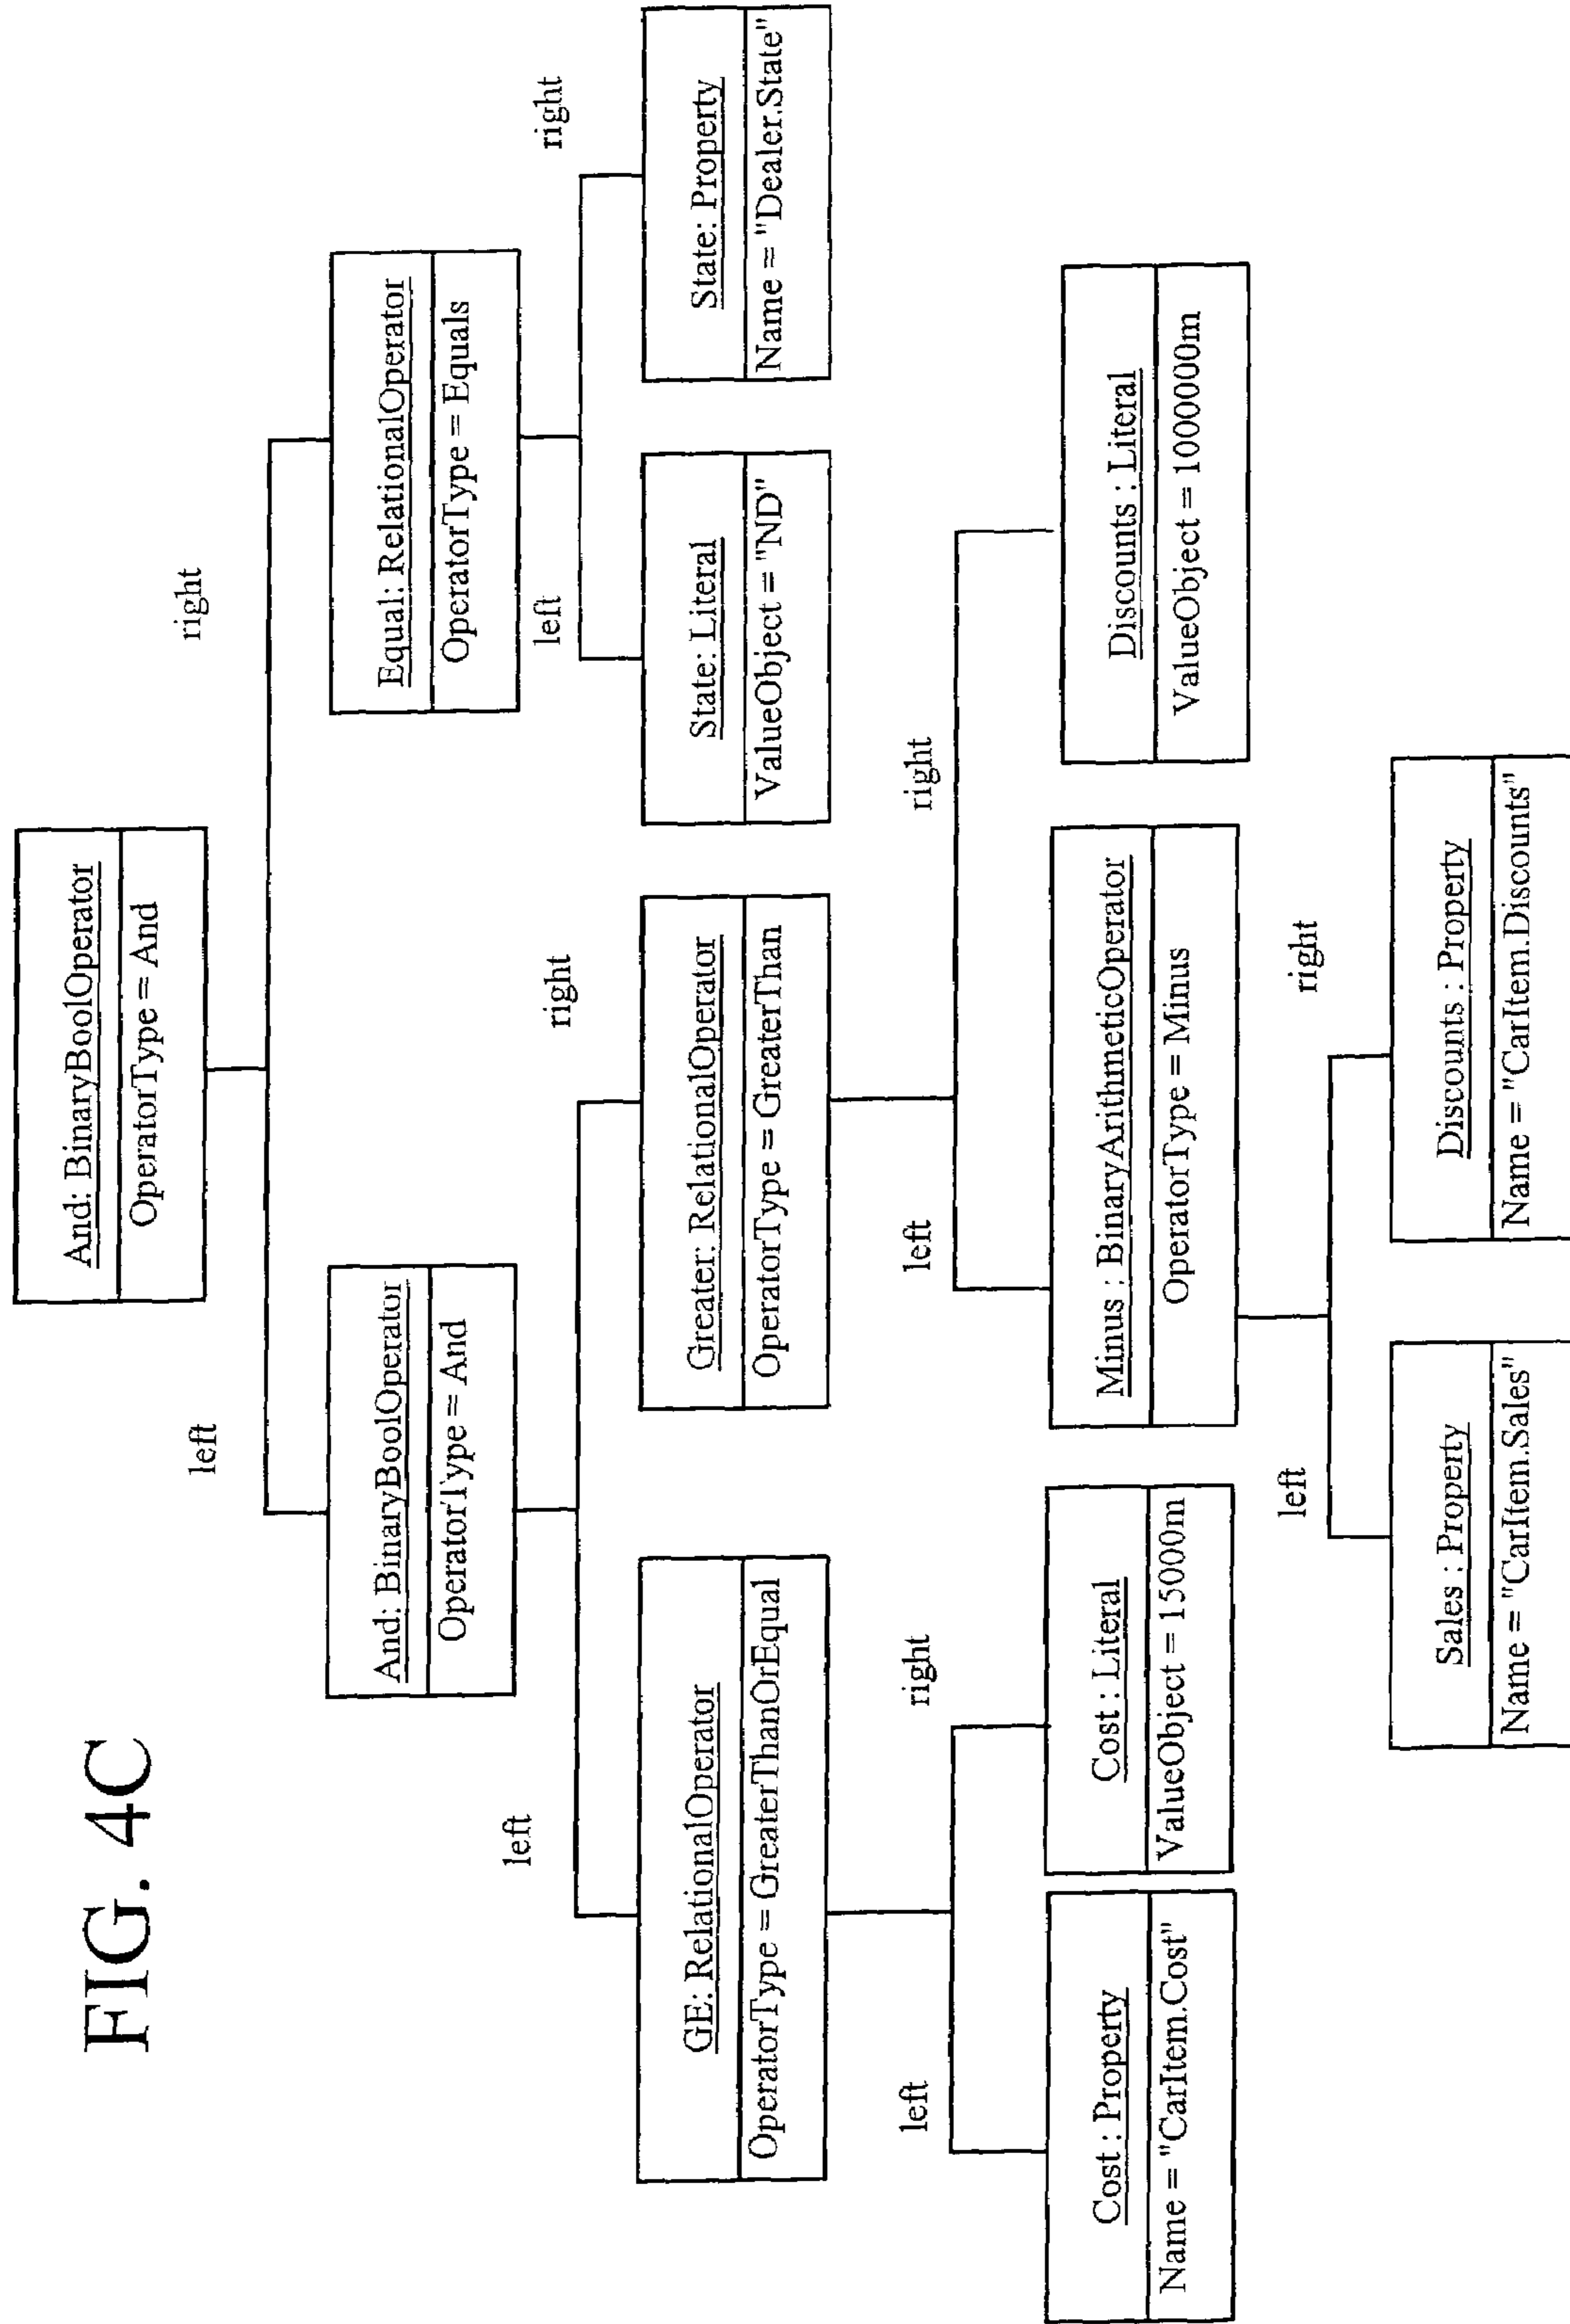 FIG. 4C
And: BinaryBoolOperator
OperatorType = And
left
right
And: BinaryBoolOperator
OperatorType = And
Equal: RelationalOperator
OperatorType = Equals
left
right
left
right
GE: RelationalOperator
OperatorType = GreaterThanOrEqual
Greater: RelationalOperator
OperatorType = GreaterThan
State: Literal
ValueObject = "ND"
State: Property
Name = "Dealer.State"
left
right
left
right
Cost : Property
Name = "CarItem.Cost"
Cost : Literal
ValueObject = 15000m
Minus : BinaryArithmeticOperator
OperatorType = Minus
Discounts : Literal
ValueObject = 100000m
left
right
Sales : Property
Name = "CarItem.Sales"
Discounts : Property
Name = "CarItem.Discounts"